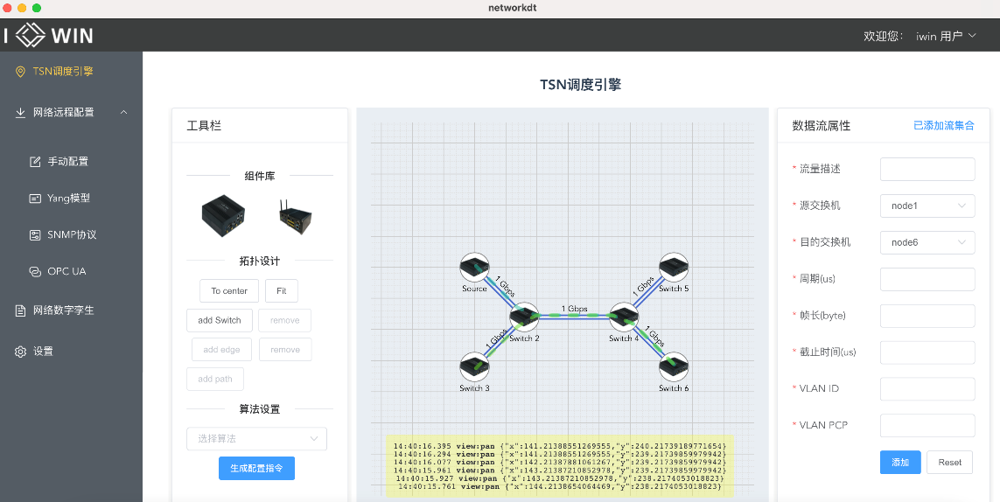 networkdt
I WIN
欢迎您： iwin 用户
TSN调度引擎
网络远程配置
手动配置
Yang模型
SNMP协议
OPC UA
网络数字孪生
设置
TSN调度引擎
工具栏
组件库
拓扑设计
To center Fit
add Switch remove
add edge remove
add path
算法设置
选择算法
生成配置指令
Source
1 Gbps
Switch 5
1 Gbps
1 Gbps
Switch 2
Switch 4
1 Gbps
1 Gbps
Switch 3
Switch 6
14:40:16.395 view:pan {"x":141.21388551269555,"y":240.21739189771654}
14:40:16.294 view:pan {"x":141.21388551269555,"y":239.21739859979942}
14:40:16.077 view:pan {"x":142.21387881061267,"y":239.21739859979942}
14:40:15.961 view:pan {"x":143.21387210852978,"y":239.21739859979942}
14:40:15.927 view:pan {"x":143.21387210852978,"y":238.2174053018823}
14:40:15.761 view:pan {"x":144.2138654064469,"y":238.2174053018823}
数据流属性 已添加流集合
* 流量描述
* 源交换机 node1
* 目的交换机 node6
* 周期(us)
* 帧长(byte)
* 截止时间(us)
* VLAN ID
* VLAN PCP
添加 Reset